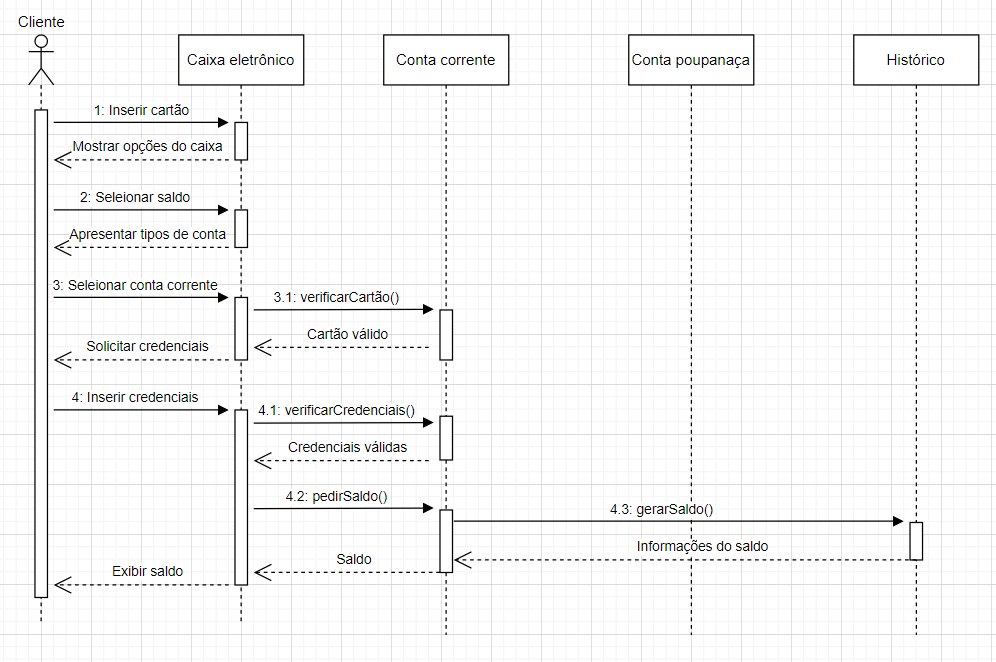 Cliente
Caixa eletrônico
Conta corrente
Conta poupanaça
Histórico
1: Inserir cartão
Mostrar opções do caixa
2: Seleionar saldo
Apresentar tipos de conta
3: Seleionar conta corrente
3.1: verificarCartão()
Cartão válido
Solicitar credenciais
4: Inserir credenciais
4.1: verificarCredenciais()
Credenciais válidas
4.2: pedirSaldo()
4.3: gerarSaldo()
Informações do saldo
Saldo
Exibir saldo